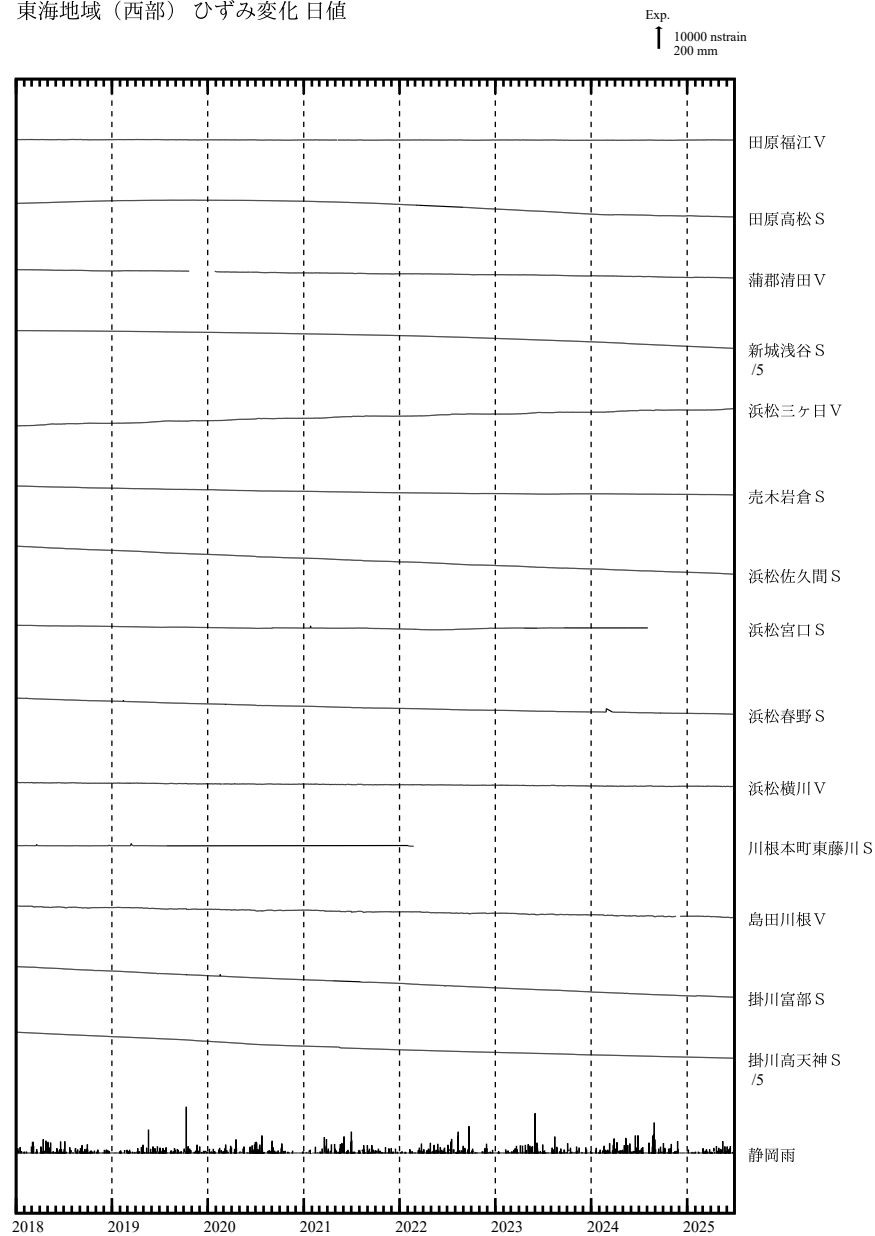 東海地域（西部） ひずみ変化 日値
Exp.
10000 nstrain
200 mm
田原福江Ｖ
田原高松Ｓ
蒲郡清田Ｖ
新城浅谷Ｓ
/5
浜松三ヶ日Ｖ
売木岩倉Ｓ
浜松佐久間Ｓ
浜松宮口Ｓ
浜松春野Ｓ
浜松横川Ｖ
川根本町東藤川Ｓ
島田川根Ｖ
掛川富部Ｓ
掛川高天神Ｓ
/5
静岡雨
2018 2019 2020 2021 2022 2023 2024 2025